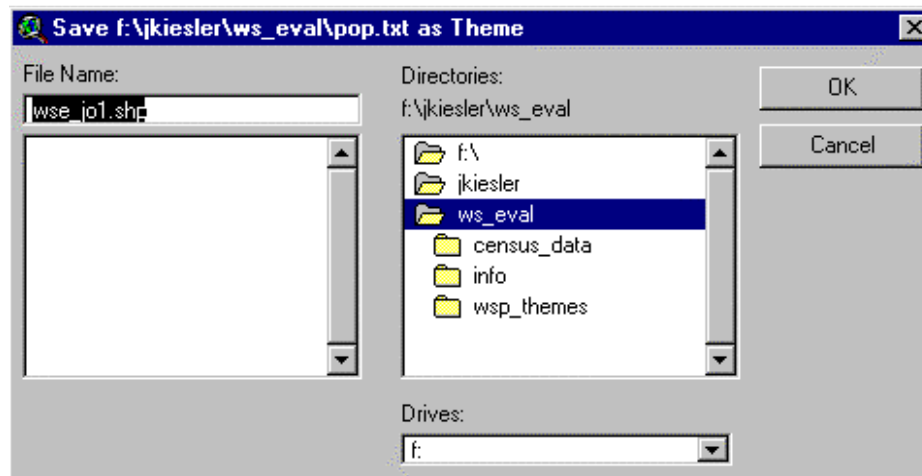 Save f:\jkiesler\ws_eval\pop.txt as Theme
File Name:
wse_jo1.shp
Directories:
f:\jkiesler\ws_eval
f:\
jkiesler
ws_eval
census_data
info
wsp_themes
Drives:
f:
OK
Cancel